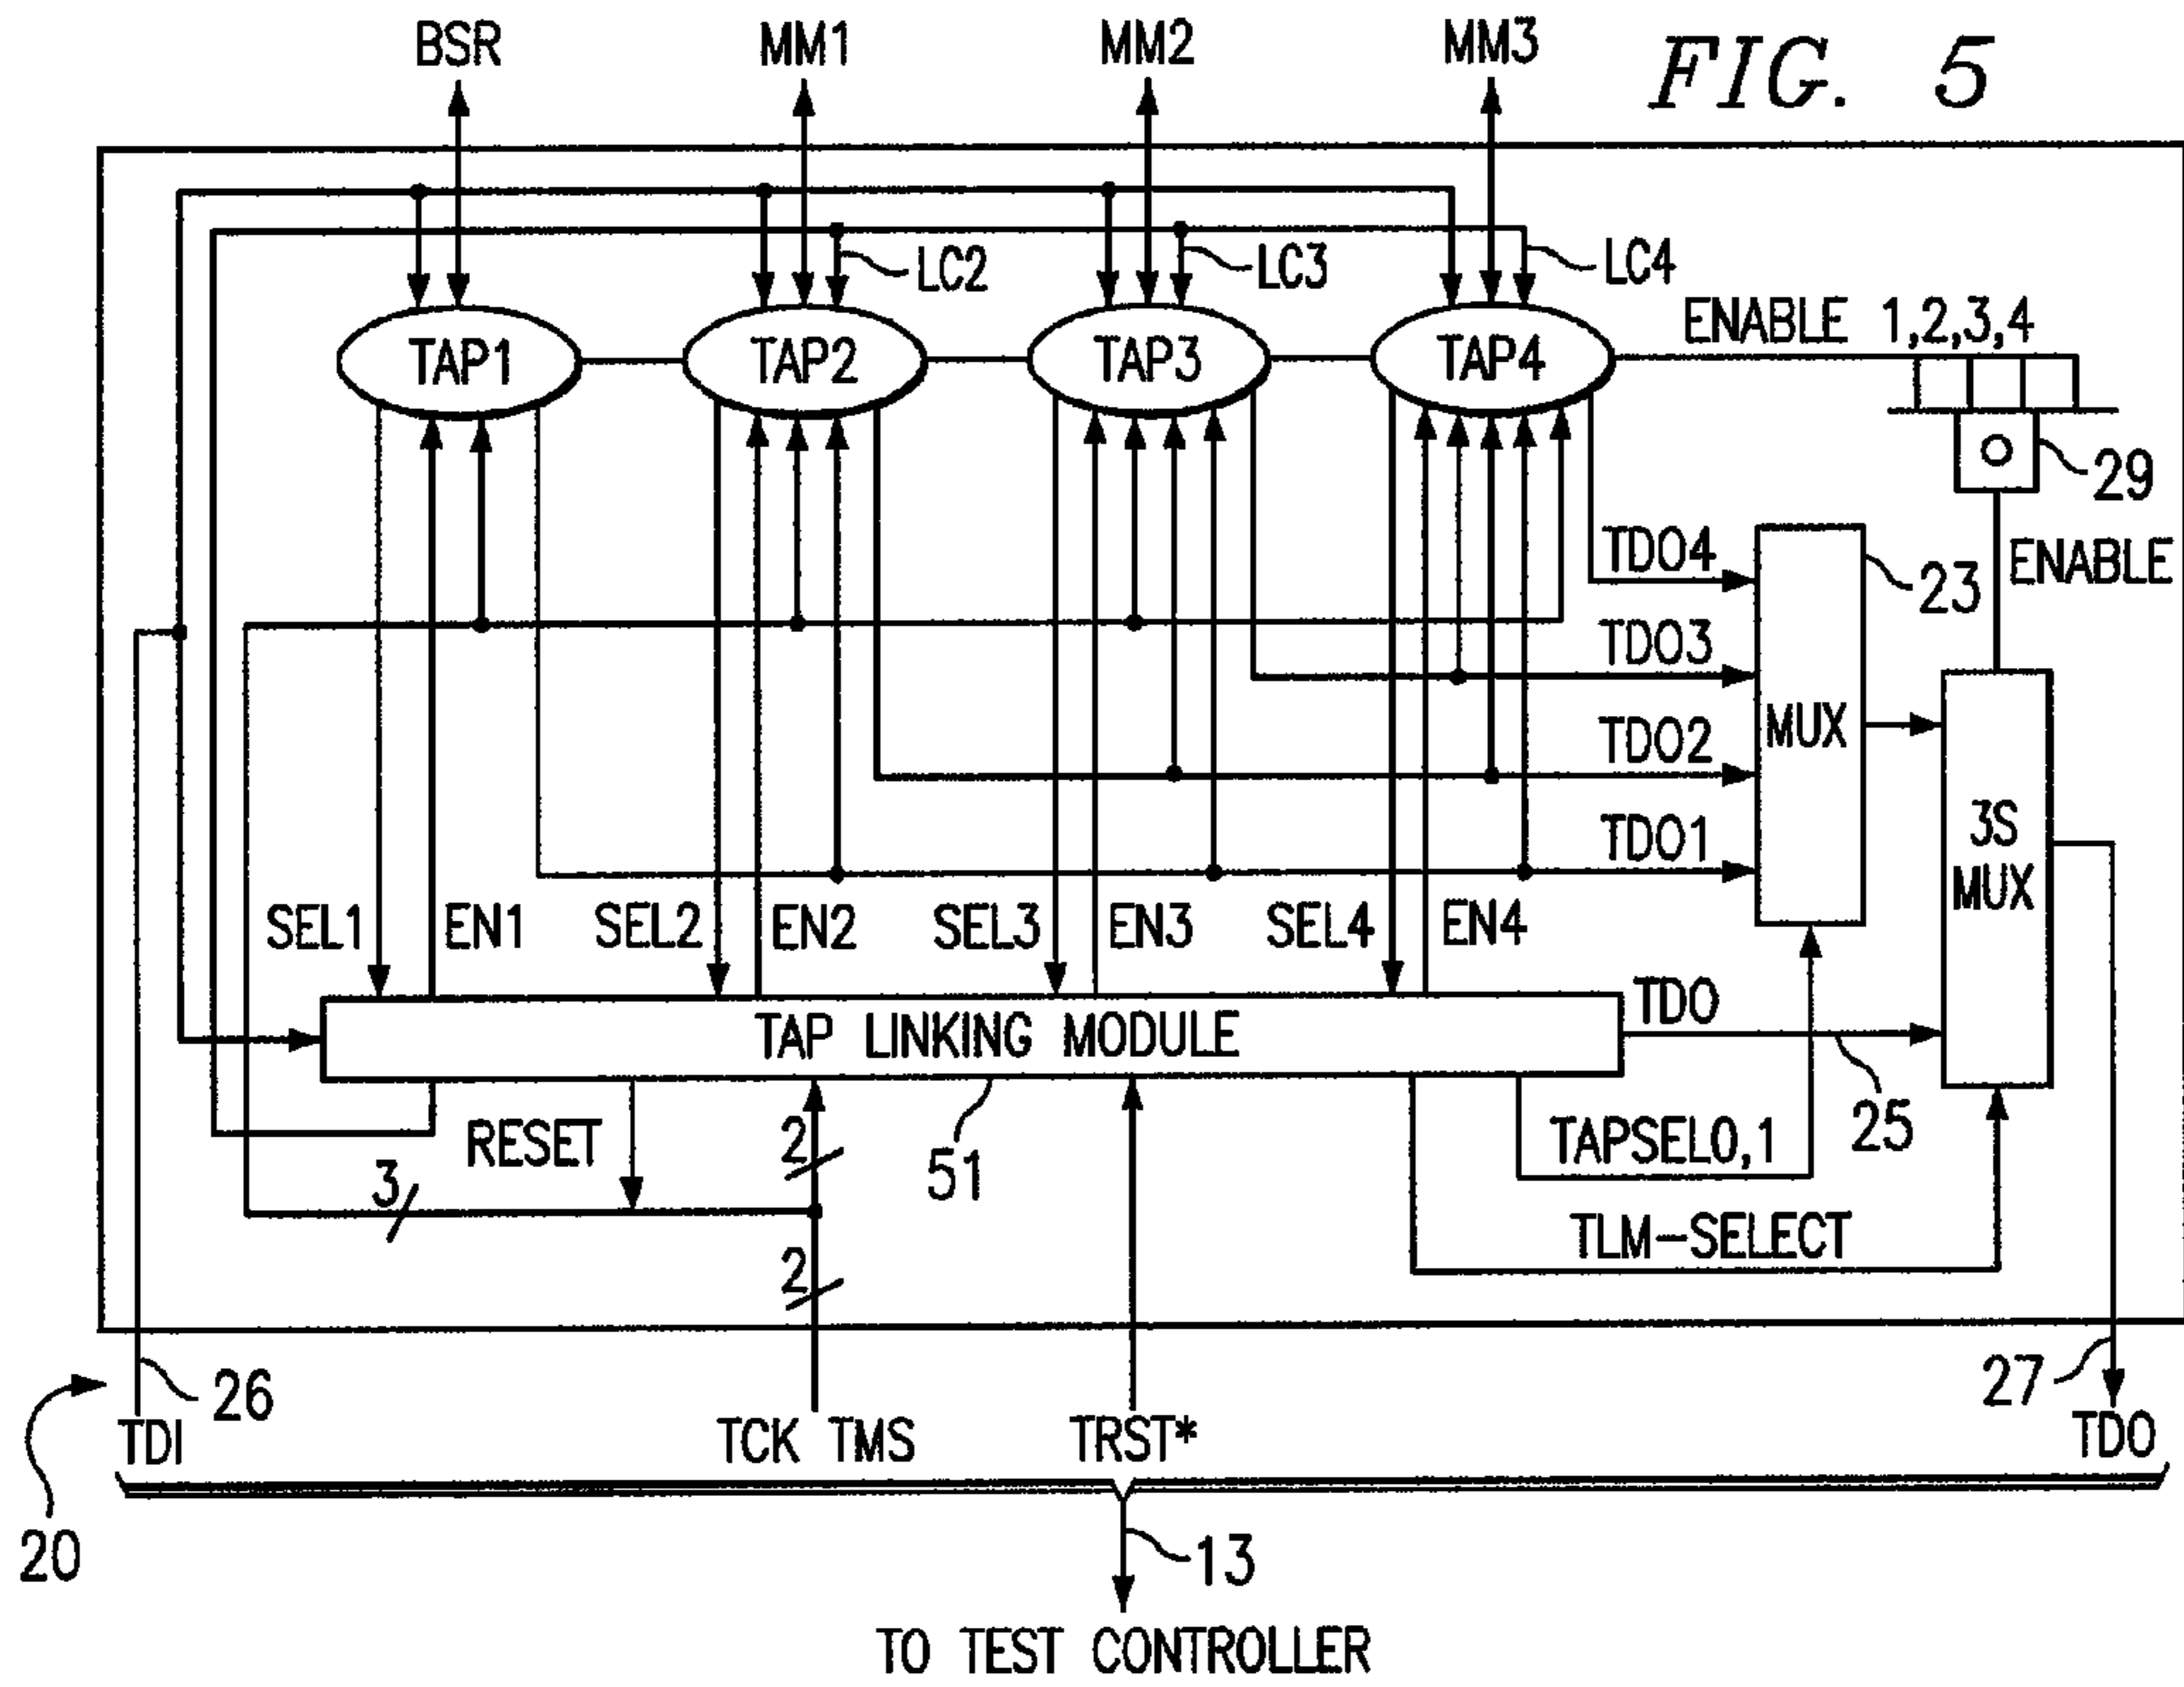 BSR MM1 MM2 MM3 FIG. 5
LC2 LC3 LC4
ENABLE 1,2,3,4
TAP1 TAP2 TAP3 TAP4
29
TDO4 23 ENABLE
TDO3
TDO2 MUX
TDO1 3S
MUX
SEL1 EN1 SEL2 EN2 SEL3 EN3 SEL4 EN4
TAP LINKING MODULE TDO
RESET 2 51 TAPSEL0,1 25
3
2 TLM-SELECT
26 27
TDI TCK TMS TRST* TDO
20
13
TO TEST CONTROLLER